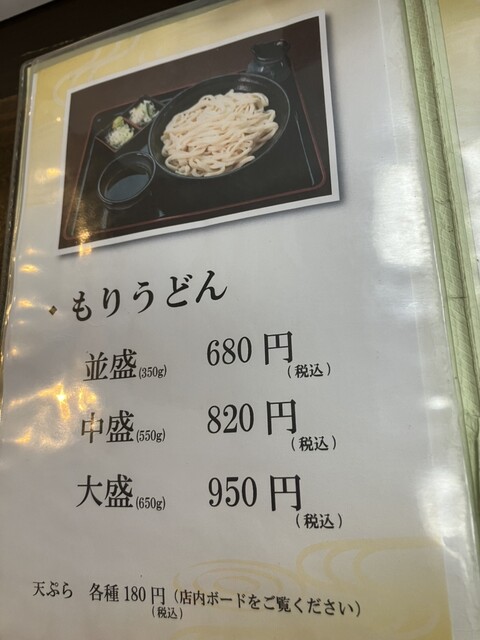 もりうどん
並盛(350g) 680円(税込)
中盛(550g) 820円(税込)
大盛(650g) 950円(税込)
天ぷら 各種180円(税込)(店内ボードをご覧ください)